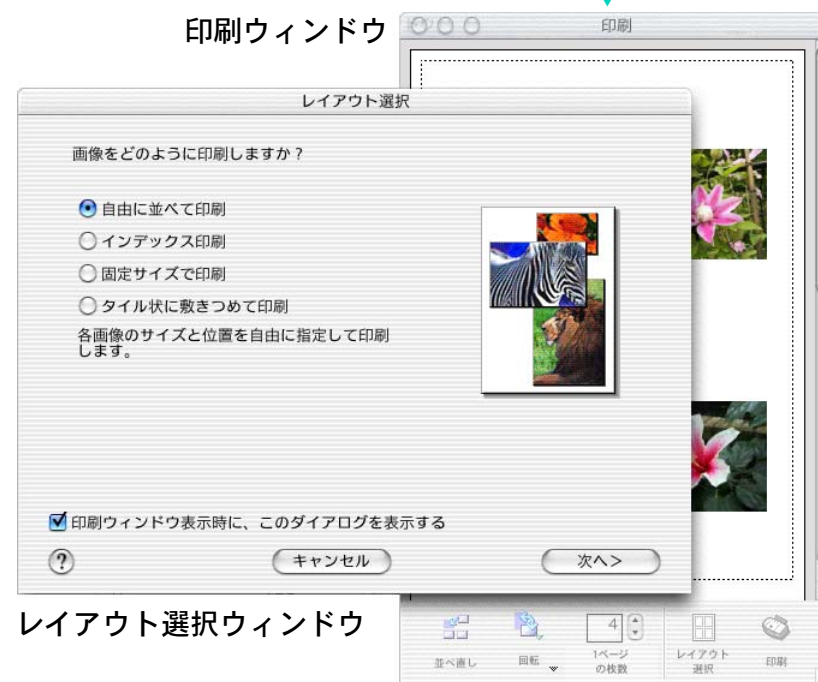 印刷ウィンドウ
印刷
レイアウト選択
画像をどのように印刷しますか？
自由に並べて印刷
インデックス印刷
固定サイズで印刷
タイル状に敷きつめて印刷
各画像のサイズと位置を自由に指定して印刷
します。
印刷ウィンドウ表示時に、このダイアログを表示する
?
キャンセル
次へ>
レイアウト選択ウィンドウ
並べ直し
回転
4
1ページ
の枚数
レイアウト
選択
印刷